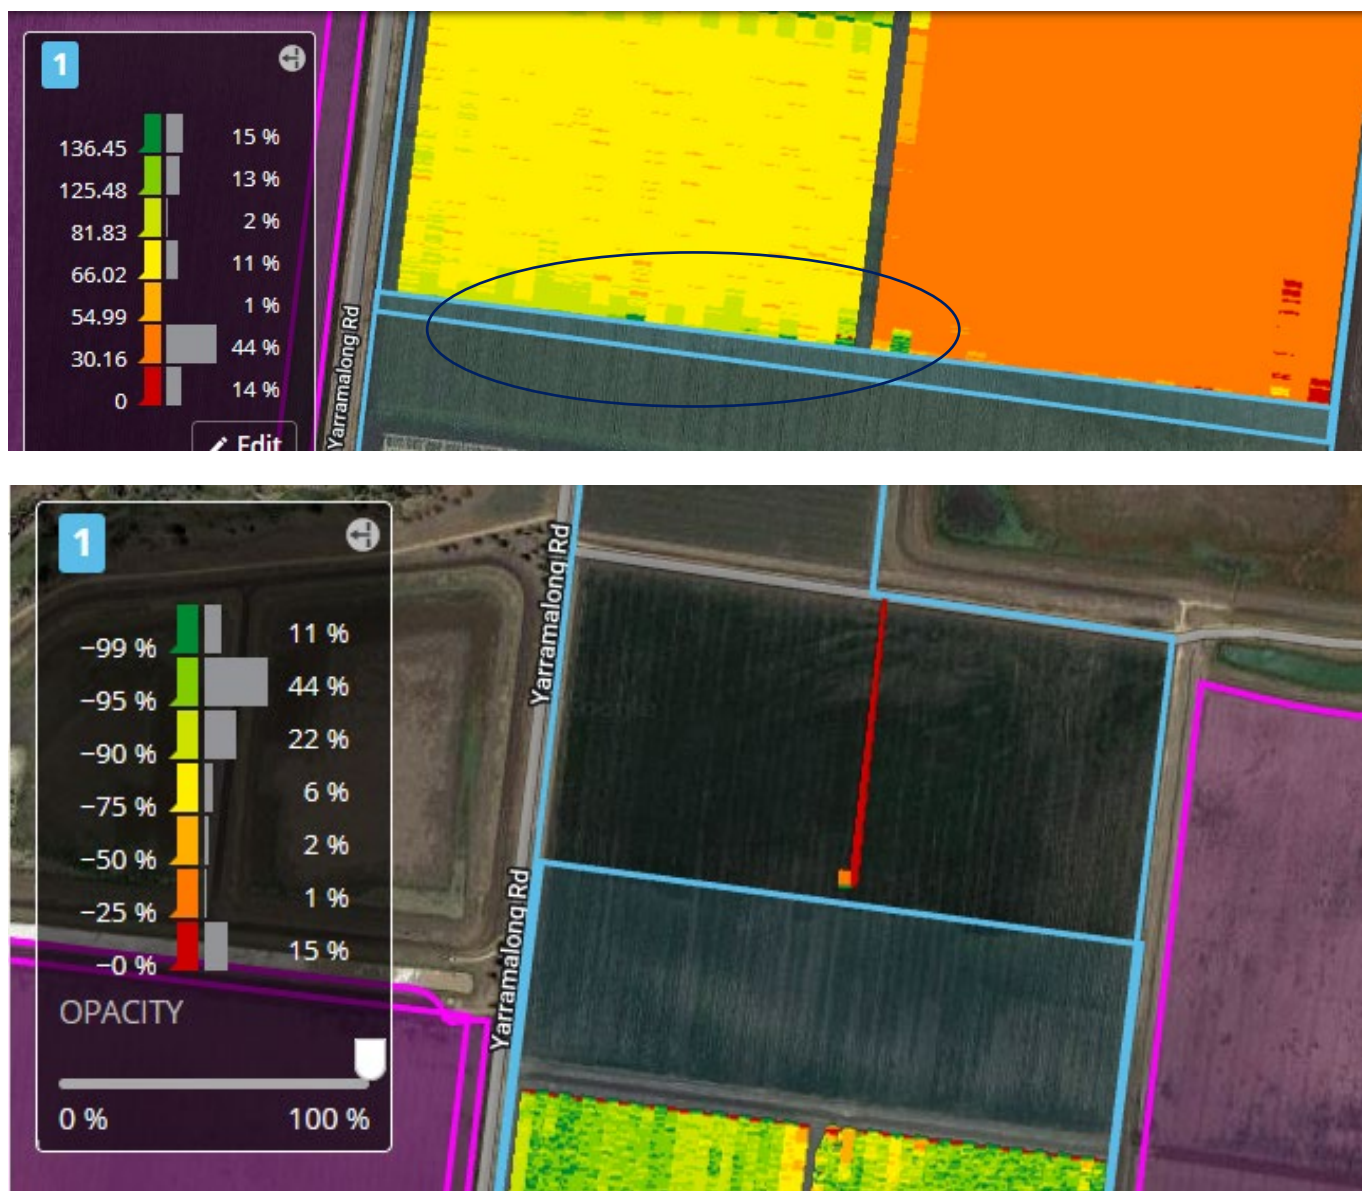 1
136.45 15 %
125.48 13 %
81.83 2 %
66.02 11 %
54.99 1 %
30.16 44 %
0 14 %
Edit
Yarramalong Rd
1
−99 % 11 %
−95 % 44 %
−90 % 22 %
−75 % 6 %
−50 % 2 %
−25 % 1 %
−0 % 15 %
OPACITY
0 % 100 %
Yarramalong Rd
Yarramalong Rd